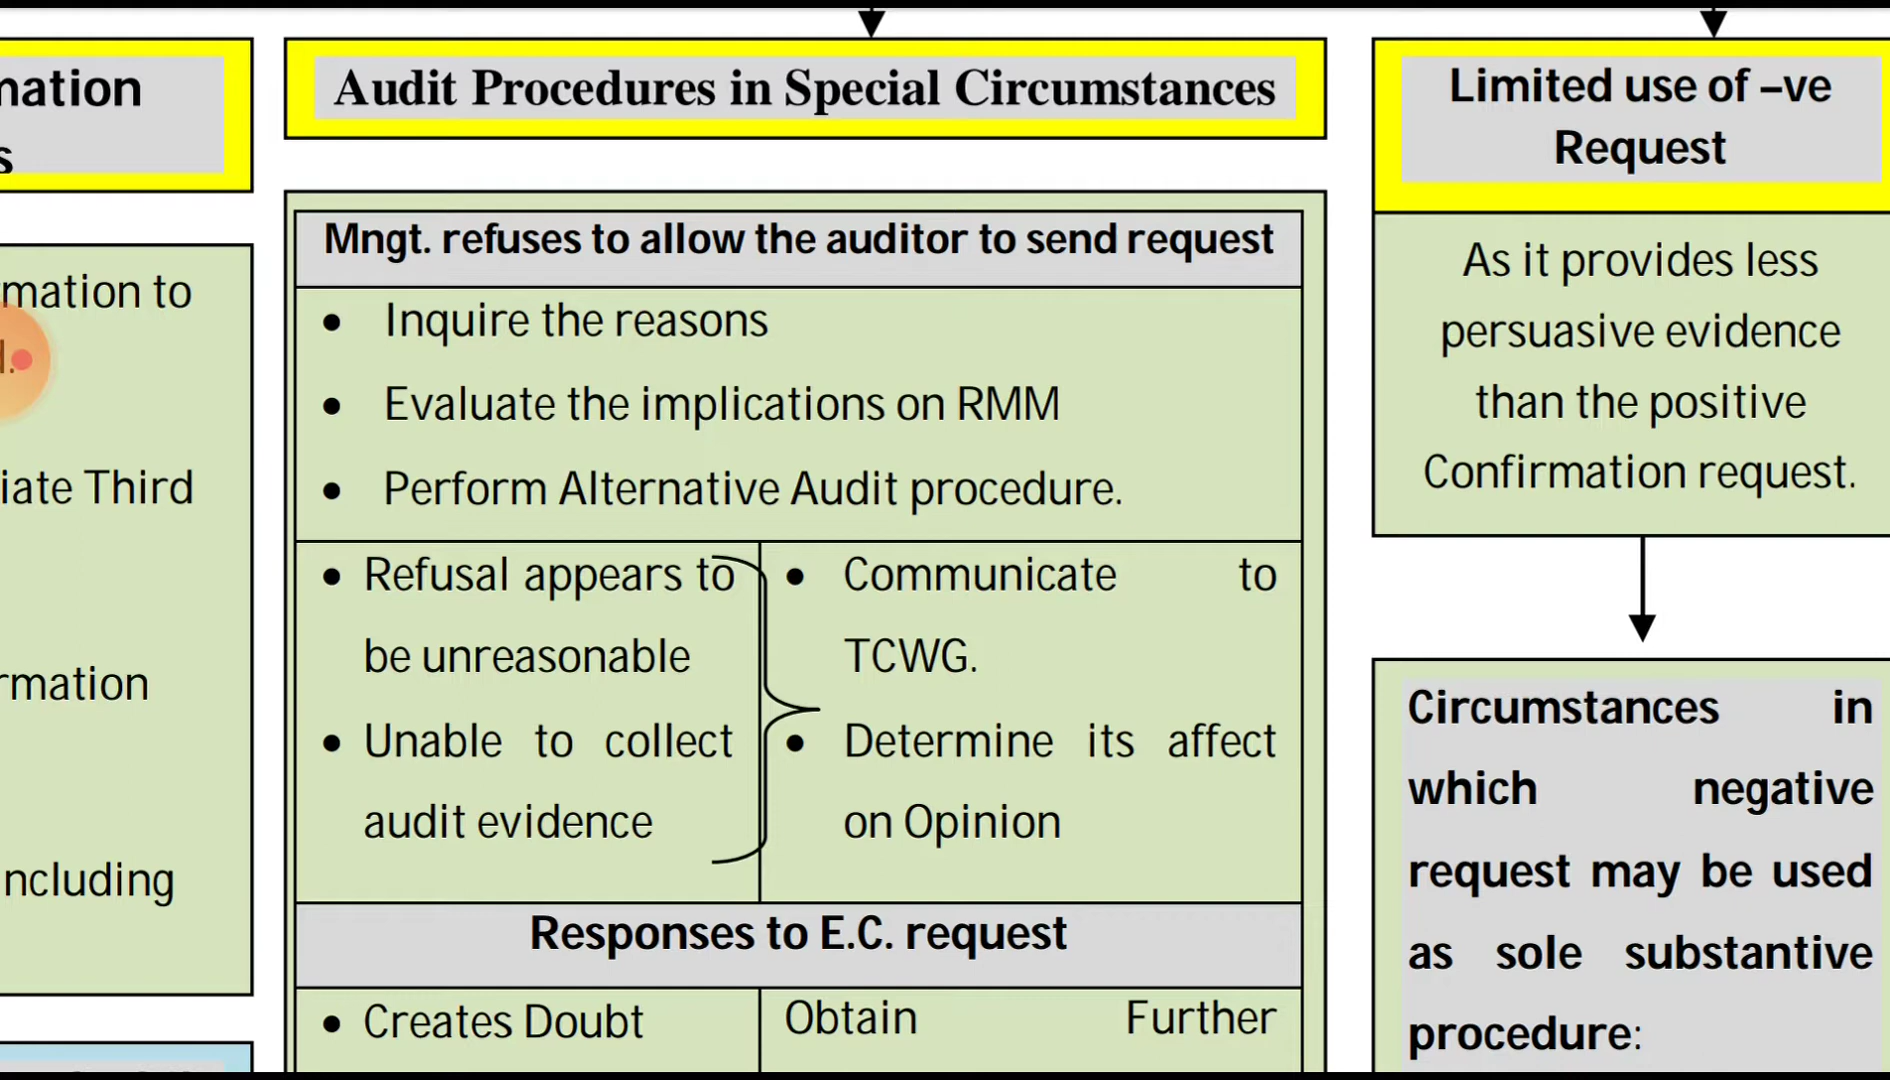 mation
s
mation to
d.
iate Third
rmation
ncluding
Audit Procedures in Special Circumstances
Mngt. refuses to allow the auditor to send request
• Inquire the reasons
• Evaluate the implications on RMM
• Perform Alternative Audit procedure.
• Refusal appears to
be unreasonable
• Unable to collect
audit evidence
• Communicate to
TCWG.
• Determine its affect
on Opinion
Responses to E.C. request
• Creates Doubt
Obtain Further
Limited use of –ve
Request
As it provides less
persuasive evidence
than the positive
Confirmation request.
Circumstances in
which negative
request may be used
as sole substantive
procedure: